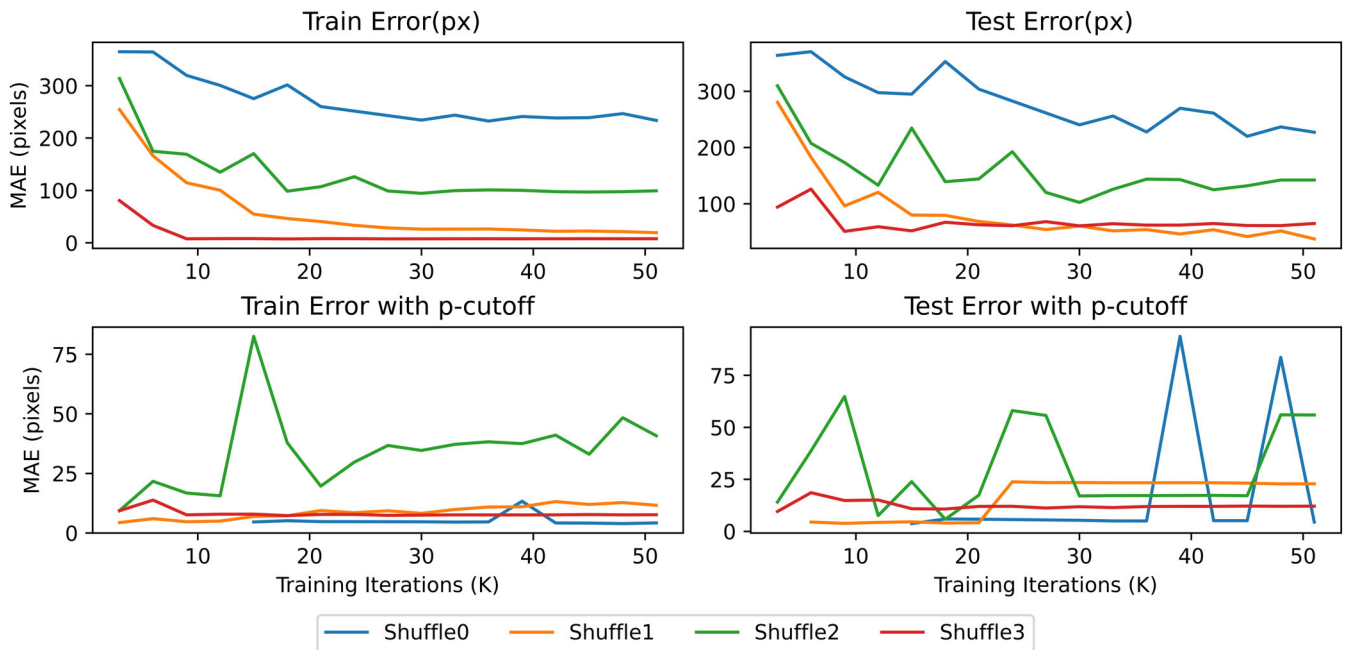 Train Error(px)
Test Error(px)
MAE (pixels)
300
200
100
0
10 20 30 40 50
300
200
100
10 20 30 40 50
Train Error with p-cutoff
Test Error with p-cutoff
MAE (pixels)
75
50
25
0
10 20 30 40 50
Training Iterations (K)
75
50
25
0
10 20 30 40 50
Training Iterations (K)
Shuffle0 Shuffle1 Shuffle2 Shuffle3